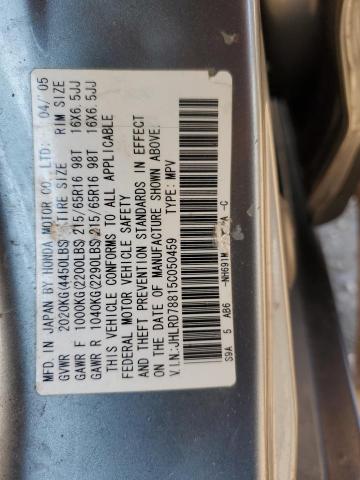 MFD. IN JAPAN BY HONDA MOTOR CO., LTD. 04/'05
GVWR 2020KG(4450LBS) TIRE SIZE RIM SIZE
GAWR F 1000KG(2200LBS) 215/65R16 98T 16X6.5JJ
GAWR R 1040KG(2290LBS) 215/65R16 98T 16X6.5JJ
THIS VEHICLE CONFORMS TO ALL APPLICABLE
FEDERAL MOTOR VEHICLE SAFETY
AND THEFT PREVENTION STANDARDS IN EFFECT
ON THE DATE OF MANUFACTURE SHOWN ABOVE.
V.I.N.:JHLRD78815C050459 TYPE: MPV
S9A 5 AB6 -NH691M -C